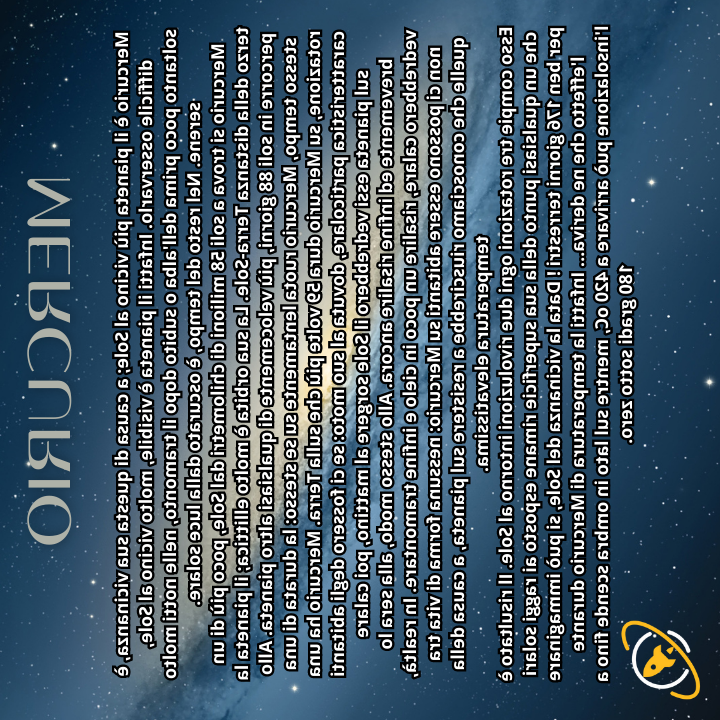 MERCURIO
Mercurio è il pianeta più vicino al Sole, a causa di questa sua vicinanza, è
difficile osservarlo. Infatti il pianeta è visibile, molto vicino al Sole,
soltanto poco prima dell'alba o subito dopo il tramonto, nelle notti molto
serene. Nel resto del tempo, è oscurato dalla luce solare.
Mercurio si trova a soli 58 milioni di chilometri dal Sole, poco più di un
terzo della distanza Terra-Sole. La sua orbita è molto ellittica; il pianeta la
percorre in soli 88 giorni, più velocemente di qualsiasi altro pianeta. Allo
stesso tempo, Mercurio ruota lentamente su se stesso: la durata di una
rotazione, su Mercurio dura 59 volte più che sulla Terra. Mercurio ha una
caratteristica particolare, dovuta al suo moto: se ci fossero degli abitanti
sul pianeta essi vedrebbero il Sole sorgere al mattino, poi calare
brevemente ed infine risalire ancora. Allo stesso modo, alla sera lo
vedrebbero calare, risalire un poco in cielo e infine tramontare. In realtà,
non ci possono essere abitanti su Mercurio: nessuna forma di vita tra
quelle che conosciamo riuscirebbe a resistere sul pianeta, a causa della
temperatura elevatissima.
Esso compie tre rotazioni ogni due rivoluzioni intorno al Sole. Il risultato è
che un qualsiasi punto della sua superficie rimane esposto ai raggi solari
per ben 176 giorni terrestri! Data la vicinanza del Sole, si può immaginare
l'effetto che ne deriva... Infatti la temperatura di Mercurio durante
l'insolazione può arrivare a 420 oC, mentre sul lato in ombra scende fino a
180 gradi sotto zero.